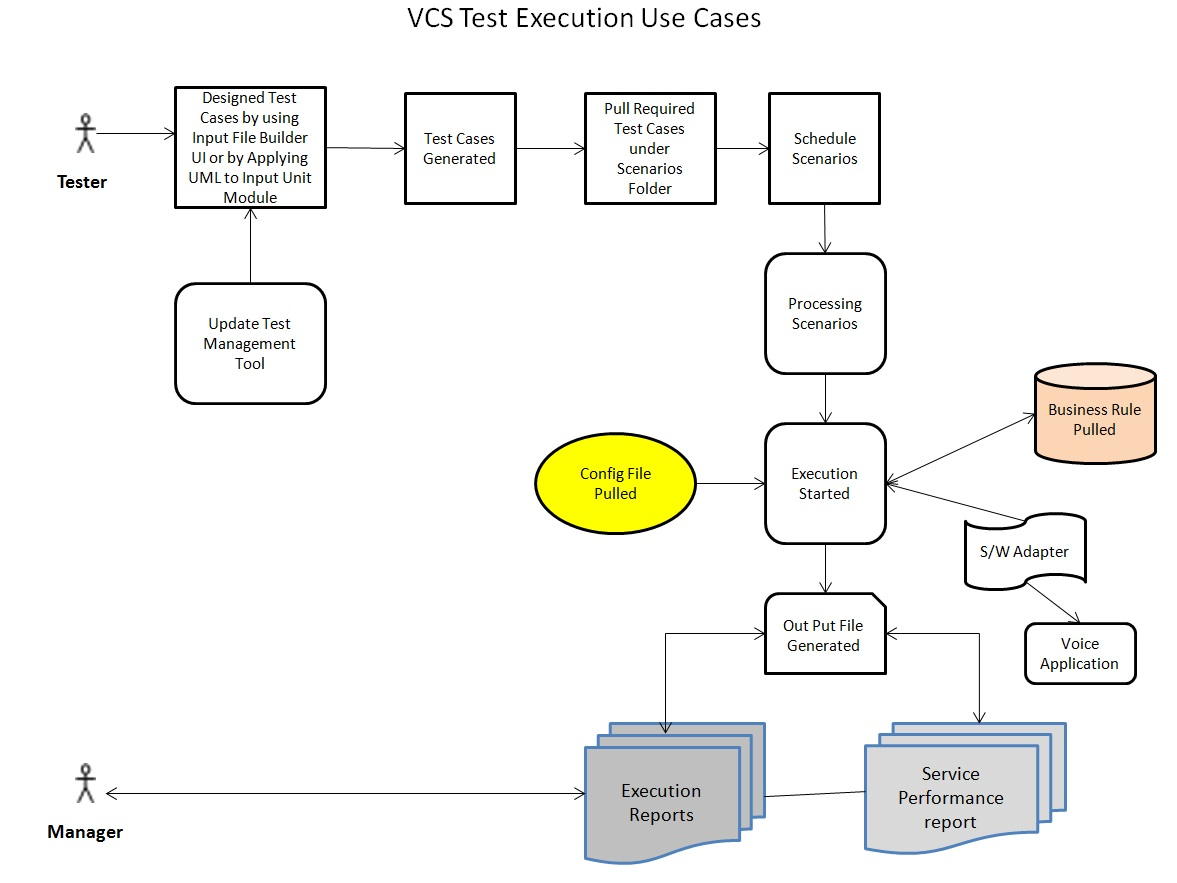 VCS Test Execution Use Cases
Tester
Designed Test
Cases by using
Input File Builder
UI or by Applying
UML to Input Unit
Module
Test Cases
Generated
Pull Required
Test Cases
under
Scenarios
Folder
Schedule
Scenarios
Update Test
Management
Tool
Processing
Scenarios
Business Rule
Pulled
Config File
Pulled
Execution
Started
S/W Adapter
Out Put File
Generated
Voice
Application
Manager
Execution
Reports
Service
Performance
report